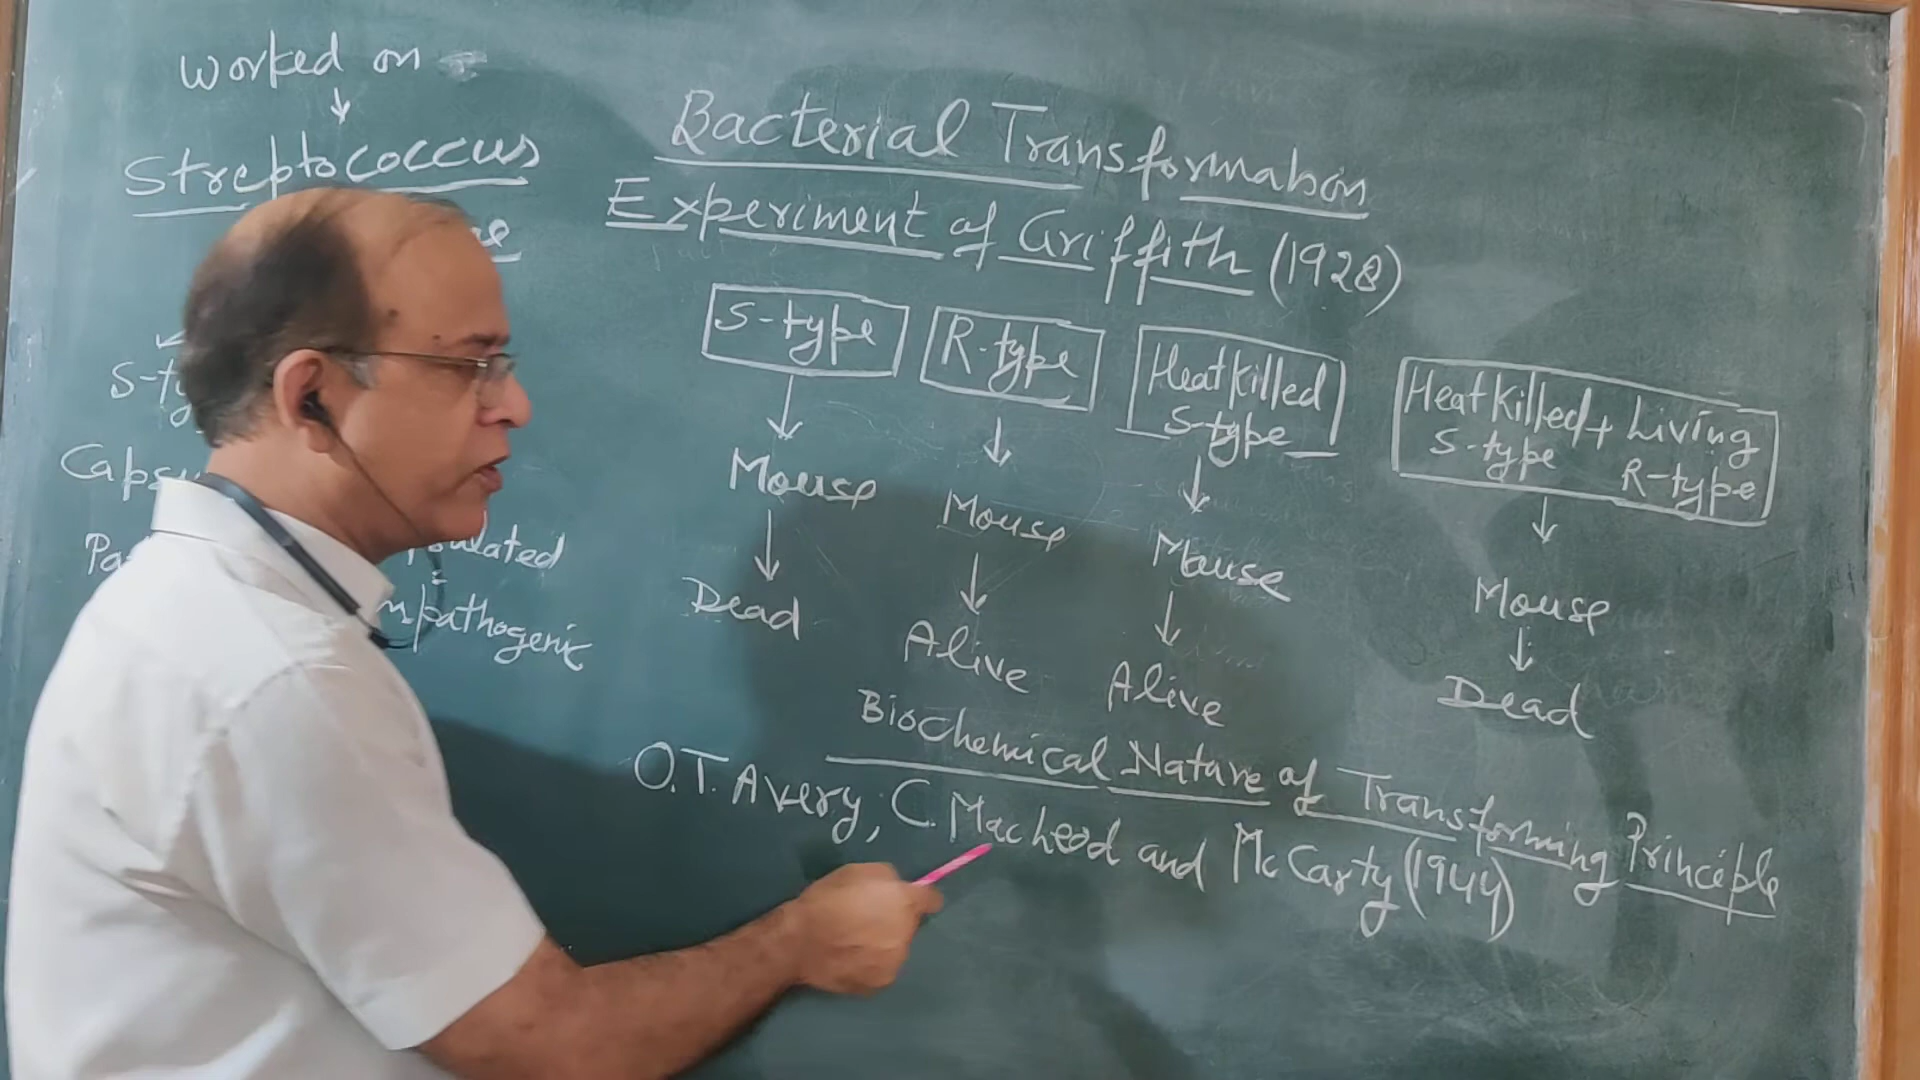 Worked on
↓
Streptococcus
S-ty
Caps
Pa
ulated
npathogenic
Bacterial Transformation
Experiment of Griffith (1928)
S-type
↓
Mouse
↓
Dead
R-type
↓
Mouse
↓
Alive
Heat Killed
S-type
↓
Mouse
↓
Alive
Heat Killed + Living
S-type R-type
↓
Mouse
↓
Dead
Biochemical Nature of Transforming Principle
O.T. Avery, C. Macleod and McCarty (1944)